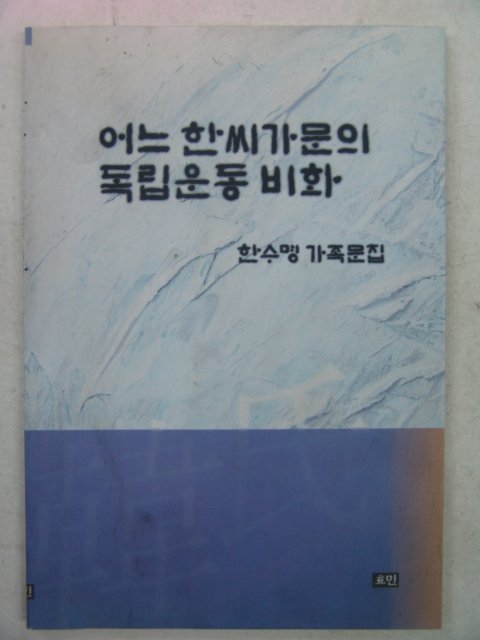 어느 한씨가문의
독립운동 비화
한수명 가족문집
효민